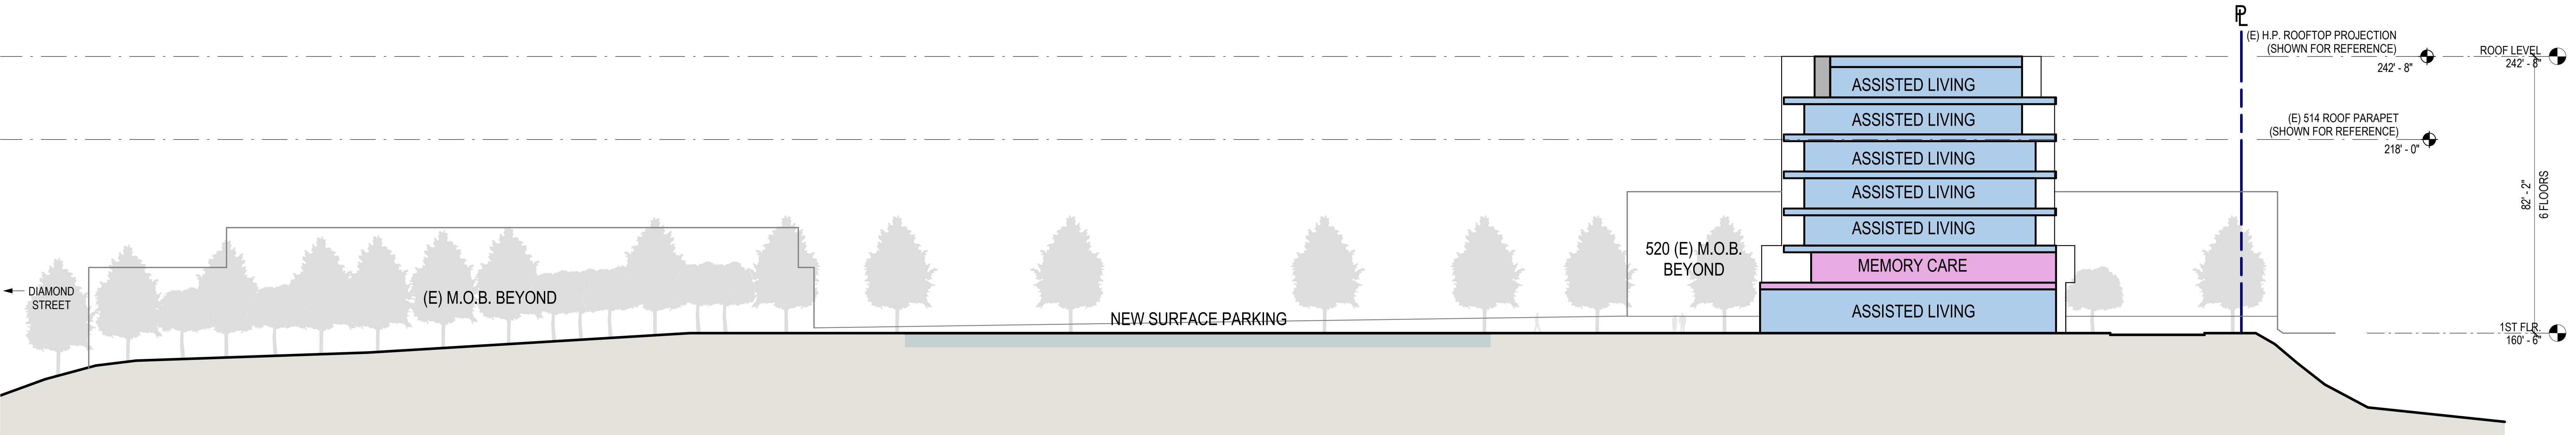 PL
(E) H.P. ROOFTOP PROJECTION
(SHOWN FOR REFERENCE)
242' - 8"
ROOF LEVEL
242' - 8"
ASSISTED LIVING
ASSISTED LIVING
(E) 514 ROOF PARAPET
(SHOWN FOR REFERENCE)
218' - 0"
ASSISTED LIVING
ASSISTED LIVING
82' - 2"
6 FLOORS
ASSISTED LIVING
520 (E) M.O.B.
BEYOND
MEMORY CARE
DIAMOND
STREET
(E) M.O.B. BEYOND
NEW SURFACE PARKING
ASSISTED LIVING
1ST FLR.
160' - 6"